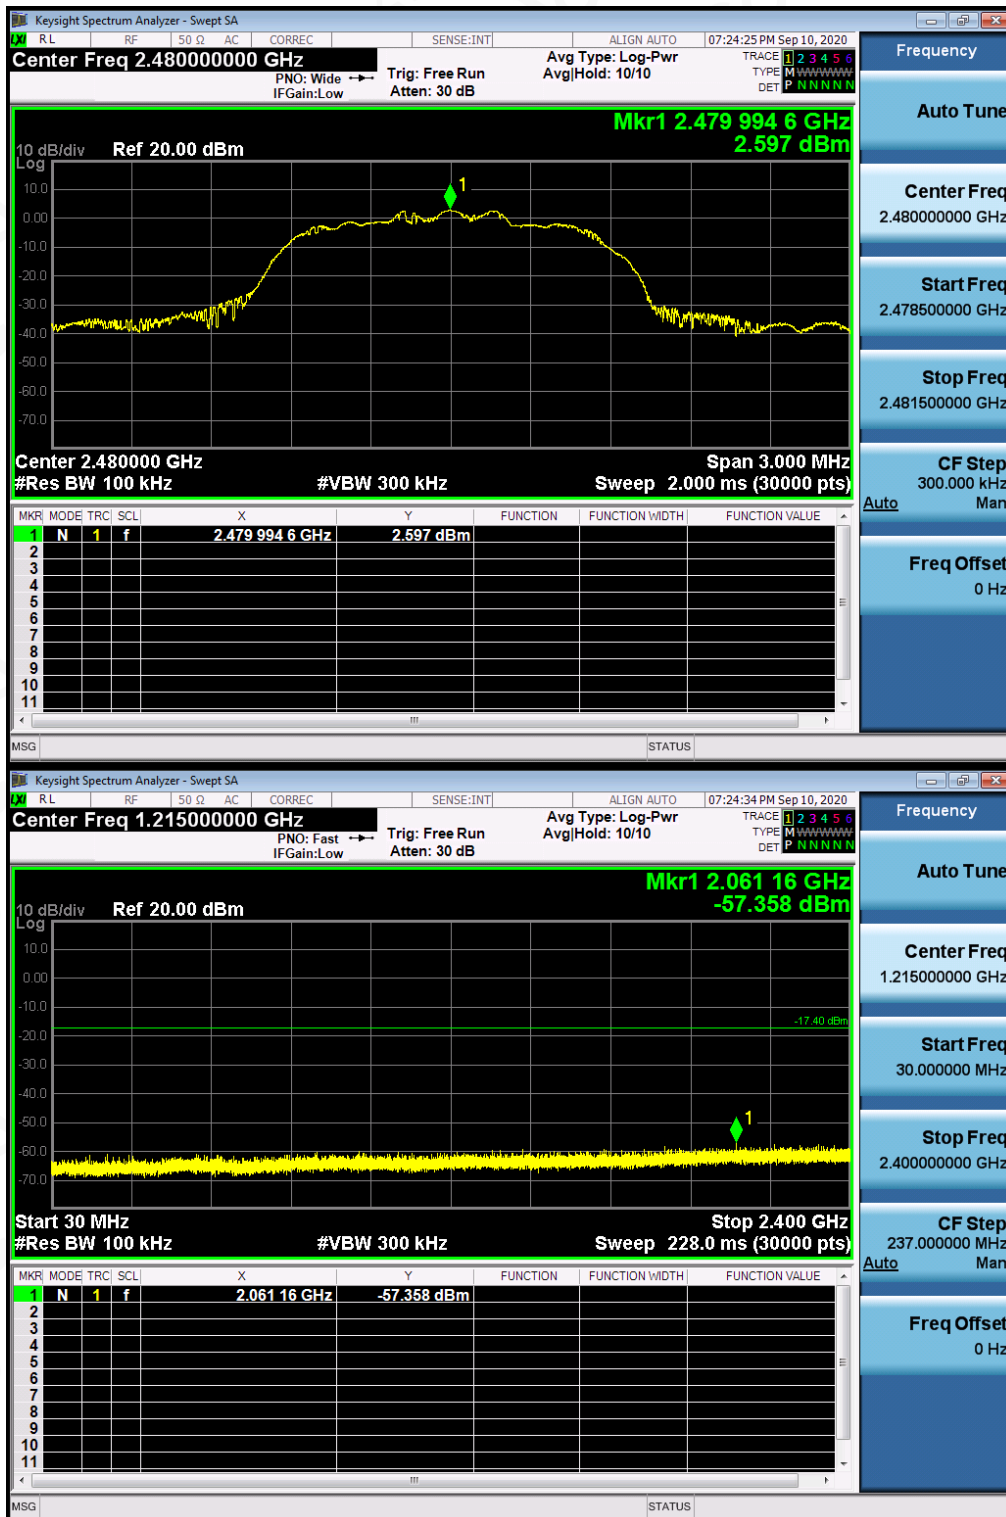 Keysight Spectrum Analyzer - Swept SA
LXI RL RF 50 Ω AC CORREC SENSE:INT ALIGN AUTO 07:24:25 PM Sep 10, 2020
Center Freq 2.480000000 GHz
PNO: Wide
IFGain:Low
Trig: Free Run
Atten: 30 dB
Avg Type: Log-Pwr
Avg|Hold: 10/10
TRACE 1 2 3 4 5 6
TYPE M WWWWW
DET P N N N N N
Mkr1 2.479 994 6 GHz
2.597 dBm
10 dB/div Ref 20.00 dBm
Log
10.0
0.00
-10.0
-20.0
-30.0
-40.0
-50.0
-60.0
-70.0
1
Center 2.480000 GHz Span 3.000 MHz
#Res BW 100 kHz #VBW 300 kHz Sweep 2.000 ms (30000 pts)
MKR MODE TRC SCL X Y FUNCTION FUNCTION WIDTH FUNCTION VALUE
1 N 1 f 2.479 994 6 GHz 2.597 dBm
2
3
4
5
6
7
8
9
10
11
MSG STATUS
Frequency
Auto Tune
Center Freq
2.480000000 GHz
Start Freq
2.478500000 GHz
Stop Freq
2.481500000 GHz
CF Step
300.000 kHz
Auto Man
Freq Offset
0 Hz
Keysight Spectrum Analyzer - Swept SA
LXI RL RF 50 Ω AC CORREC SENSE:INT ALIGN AUTO 07:24:34 PM Sep 10, 2020
Center Freq 1.215000000 GHz
PNO: Fast
IFGain:Low
Trig: Free Run
Atten: 30 dB
Avg Type: Log-Pwr
Avg|Hold: 10/10
TRACE 1 2 3 4 5 6
TYPE M WWWWW
DET P N N N N N
Mkr1 2.061 16 GHz
-57.358 dBm
10 dB/div Ref 20.00 dBm
Log
10.0
0.00
-10.0
-20.0
-30.0
-40.0
-50.0
-60.0
-70.0
-17.40 dBm
1
Start 30 MHz Stop 2.400 GHz
#Res BW 100 kHz #VBW 300 kHz Sweep 228.0 ms (30000 pts)
MKR MODE TRC SCL X Y FUNCTION FUNCTION WIDTH FUNCTION VALUE
1 N 1 f 2.061 16 GHz -57.358 dBm
2
3
4
5
6
7
8
9
10
11
MSG STATUS
Frequency
Auto Tune
Center Freq
1.215000000 GHz
Start Freq
30.000000 MHz
Stop Freq
2.400000000 GHz
CF Step
237.000000 MHz
Auto Man
Freq Offset
0 Hz